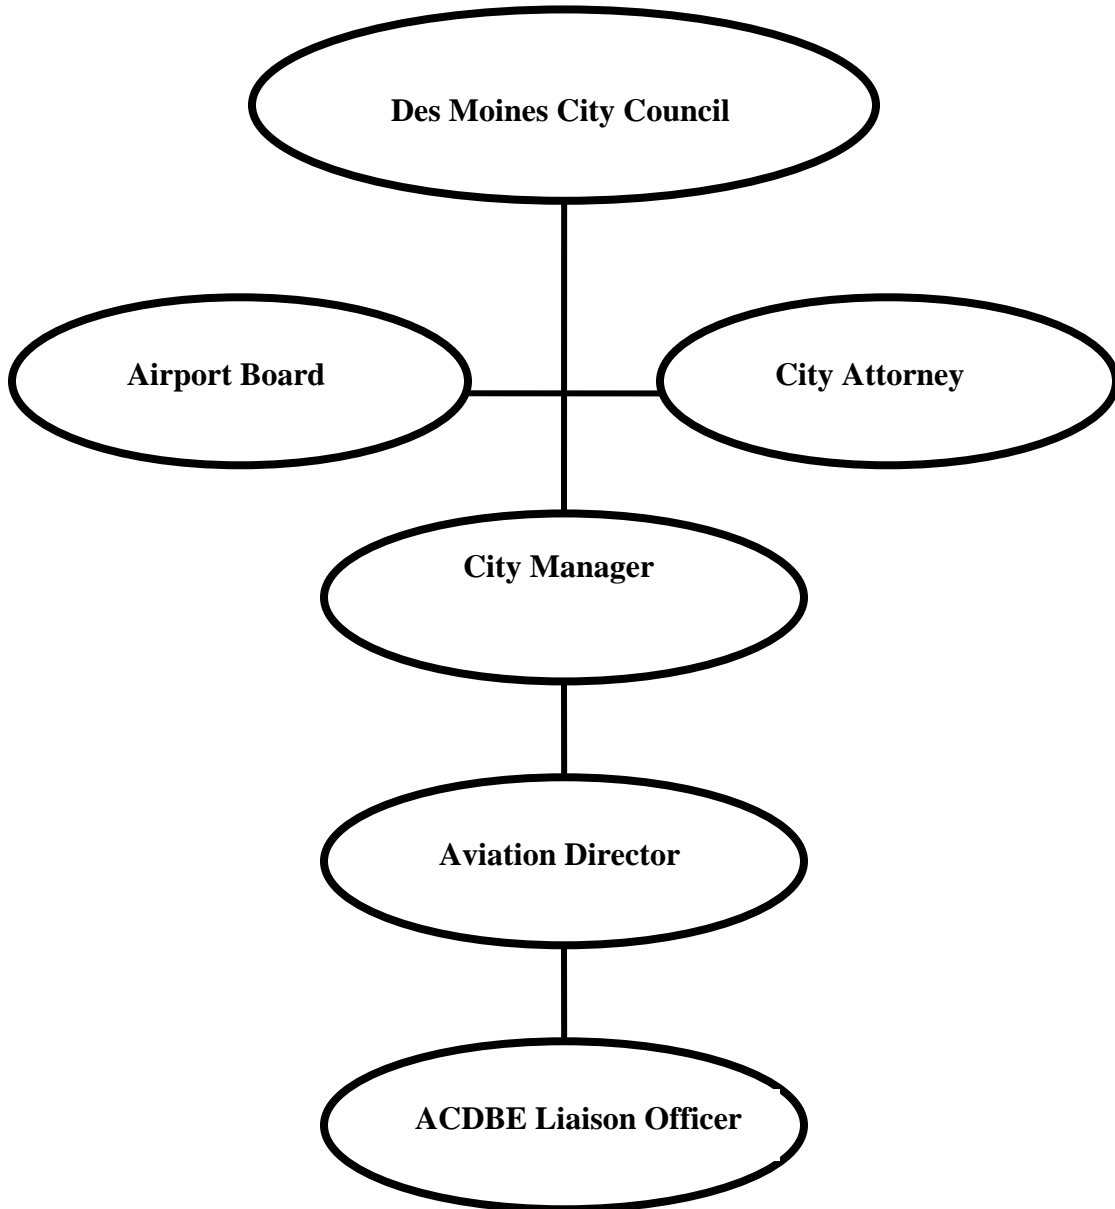 Des Moines City Council
Airport Board
City Attorney
City Manager
Aviation Director
ACDBE Liaison Officer